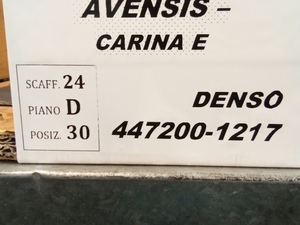 AVENSIS –
CARINA E
SCAFF. 24
PIANO D
POSIZ. 30
DENSO
447200-1217